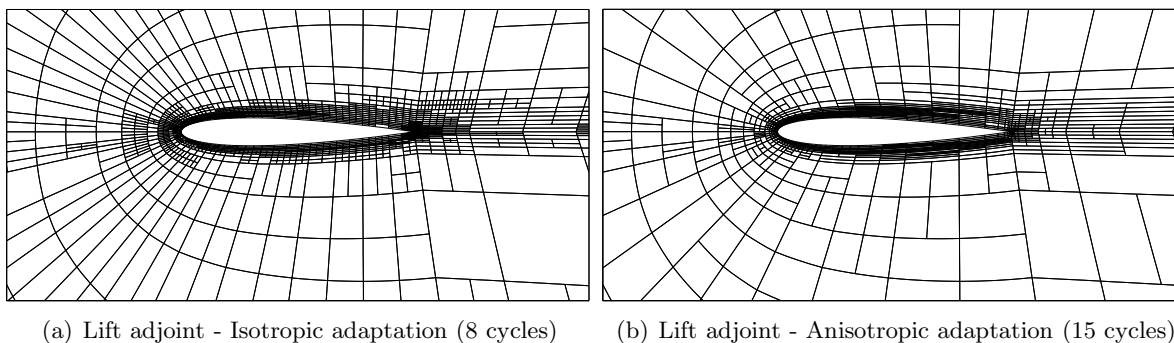 (a) Lift adjoint - Isotropic adaptation (8 cycles)
(b) Lift adjoint - Anisotropic adaptation (15 cycles)